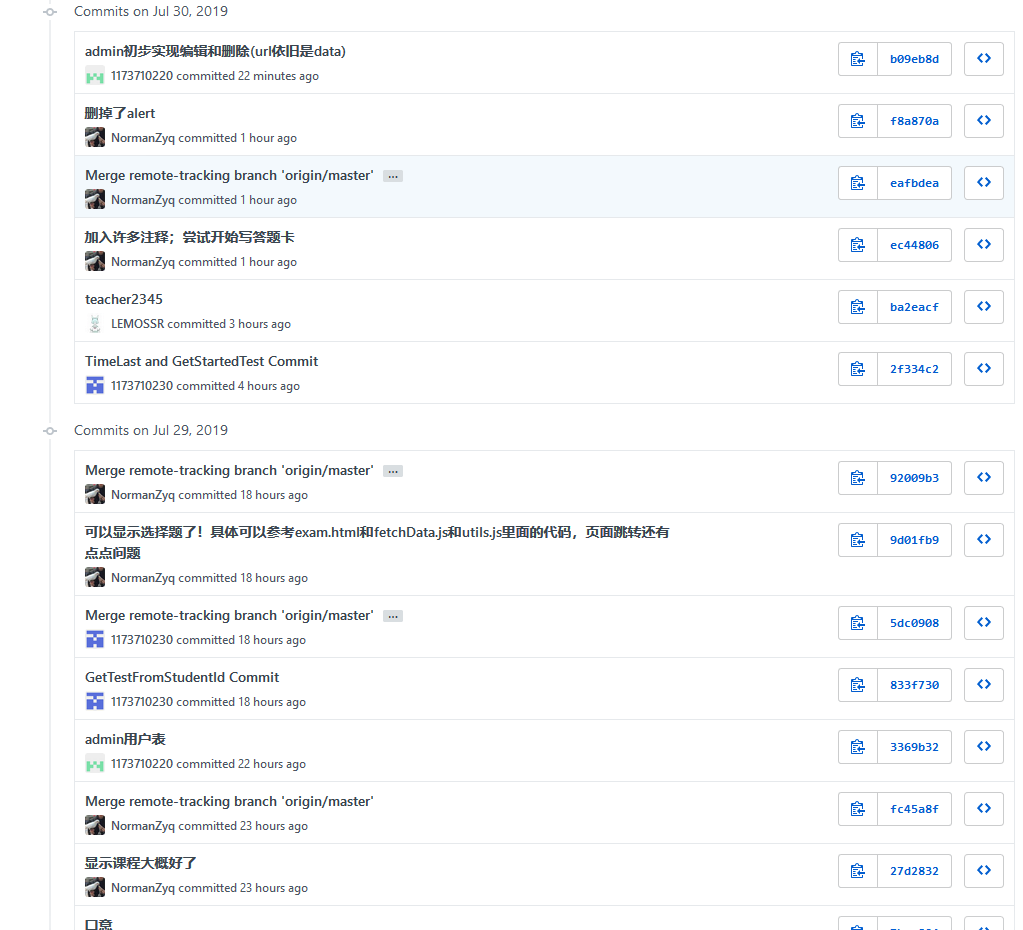 Commits on Jul 30, 2019
admin初步实现编辑和删除(url依旧是data)
1173710220 committed 22 minutes ago
b09eb8d
删掉了alert
NormanZyq committed 1 hour ago
f8a870a
Merge remote-tracking branch 'origin/master' …
NormanZyq committed 1 hour ago
eafbdea
加入许多注释；尝试开始写答题卡
NormanZyq committed 1 hour ago
ec44806
teacher2345
LEMOSSR committed 3 hours ago
ba2eacf
TimeLast and GetStartedTest Commit
1173710230 committed 4 hours ago
2f334c2
Commits on Jul 29, 2019
Merge remote-tracking branch 'origin/master' …
NormanZyq committed 18 hours ago
92009b3
可以显示选择题了！具体可以参考exam.html和fetchData.js和utils.js里面的代码，页面跳转还有
点点问题
NormanZyq committed 18 hours ago
9d01fb9
Merge remote-tracking branch 'origin/master' …
1173710230 committed 18 hours ago
5dc0908
GetTestFromStudentId Commit
1173710230 committed 18 hours ago
833f730
admin用户表
1173710220 committed 22 hours ago
3369b32
Merge remote-tracking branch 'origin/master'
NormanZyq committed 23 hours ago
fc45a8f
显示课程大概好了
NormanZyq committed 23 hours ago
27d2832